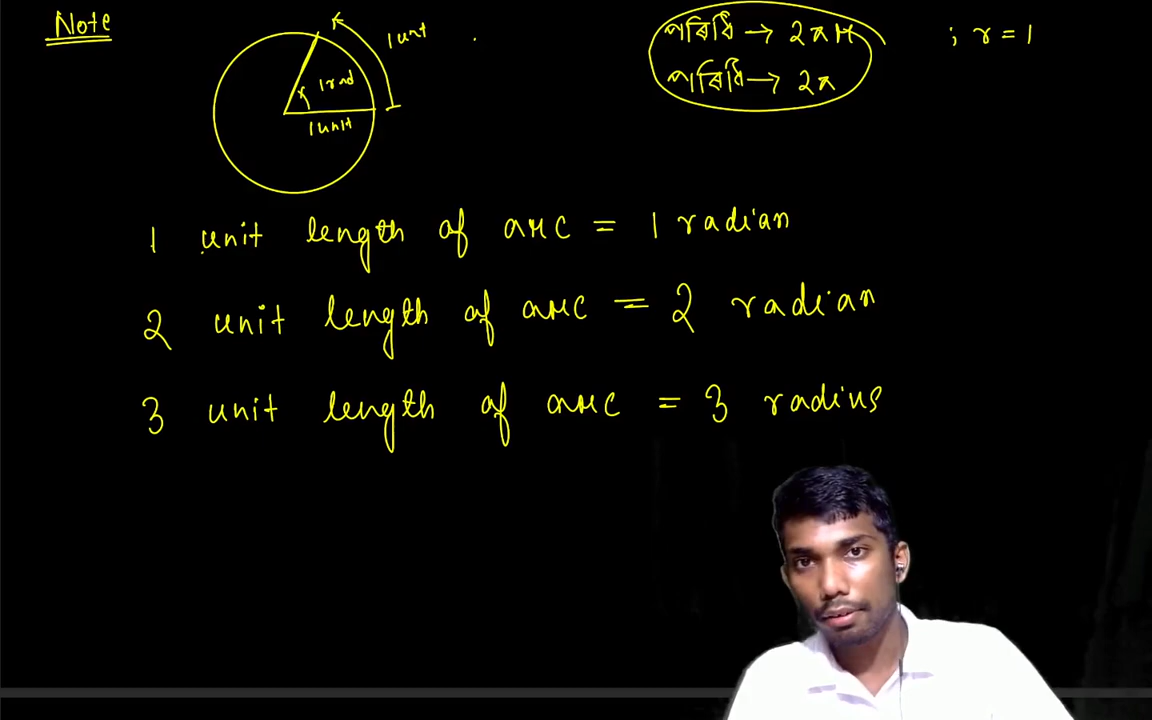 Note
1 unt
1 rad
1 unit
পৰিধি → 2πr ; r = 1
পৰিধি → 2π
1 unit length of arc = 1 radian
2 unit length of arc = 2 radian
3 unit length of arc = 3 radius